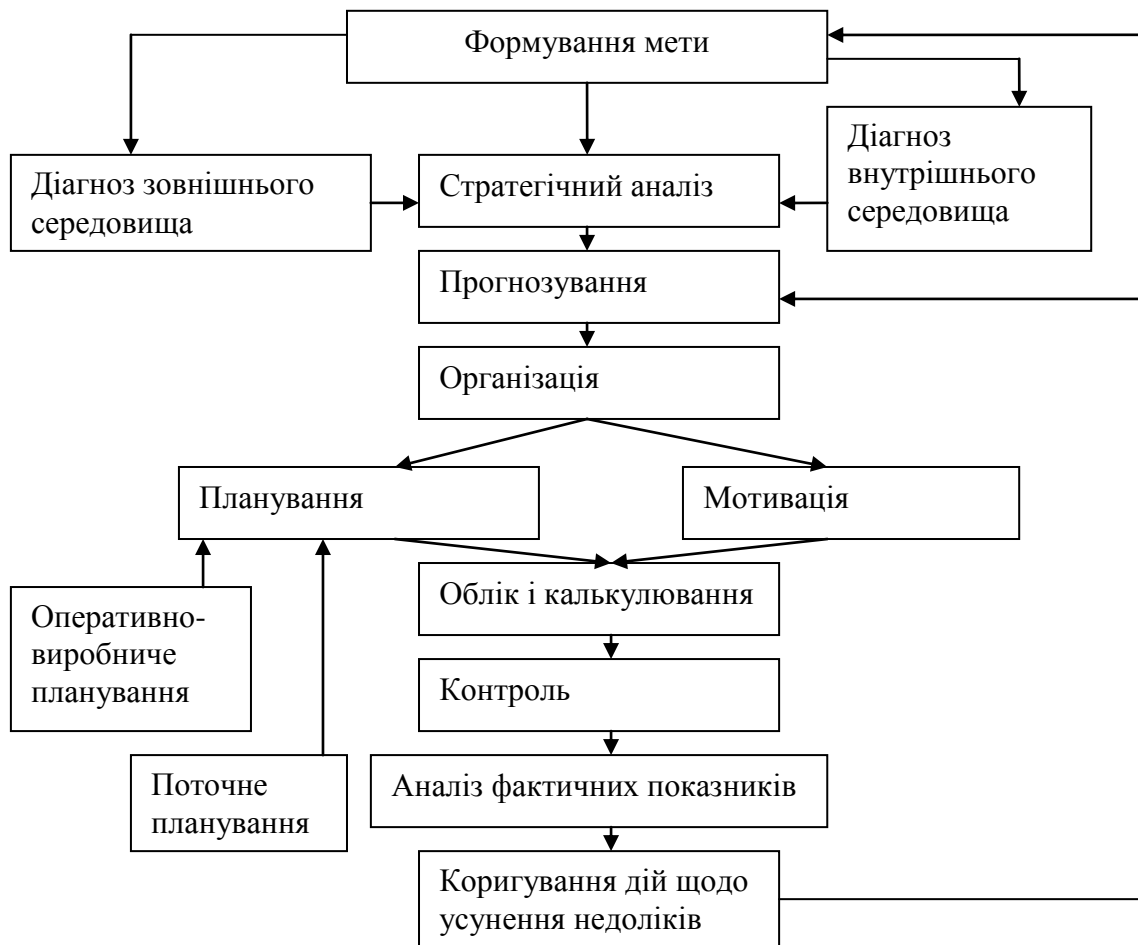 Формування мети
Діагноз зовнішнього
середовища
Стратегічний аналіз
Діагноз
внутрішнього
середовища
Прогнозування
Організація
Планування
Мотивація
Оперативно-
виробниче
планування
Облік і калькулювання
Контроль
Поточне
планування
Аналіз фактичних показників
Коригування дій щодо
усунення недоліків